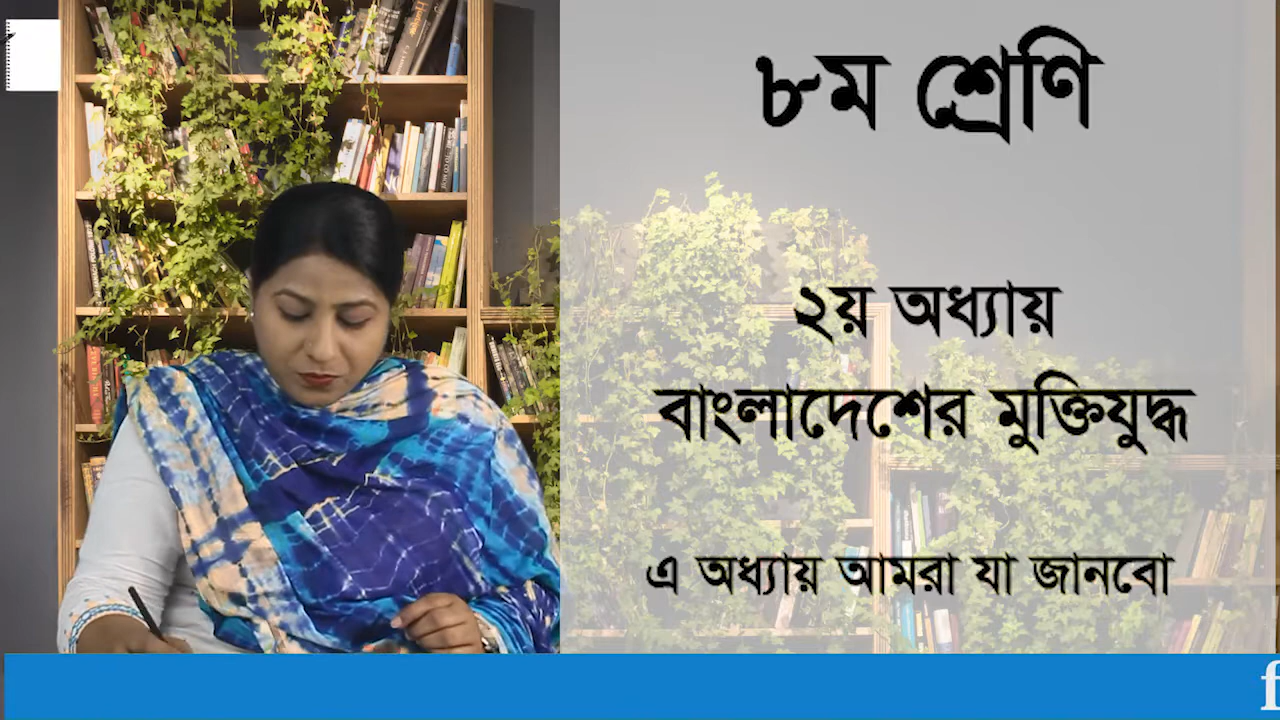 ৮ম শ্রেণি
২য় অধ্যায়
বাংলাদেশের মুক্তিযুদ্ধ
এ অধ্যায় আমরা যা জানবো
f